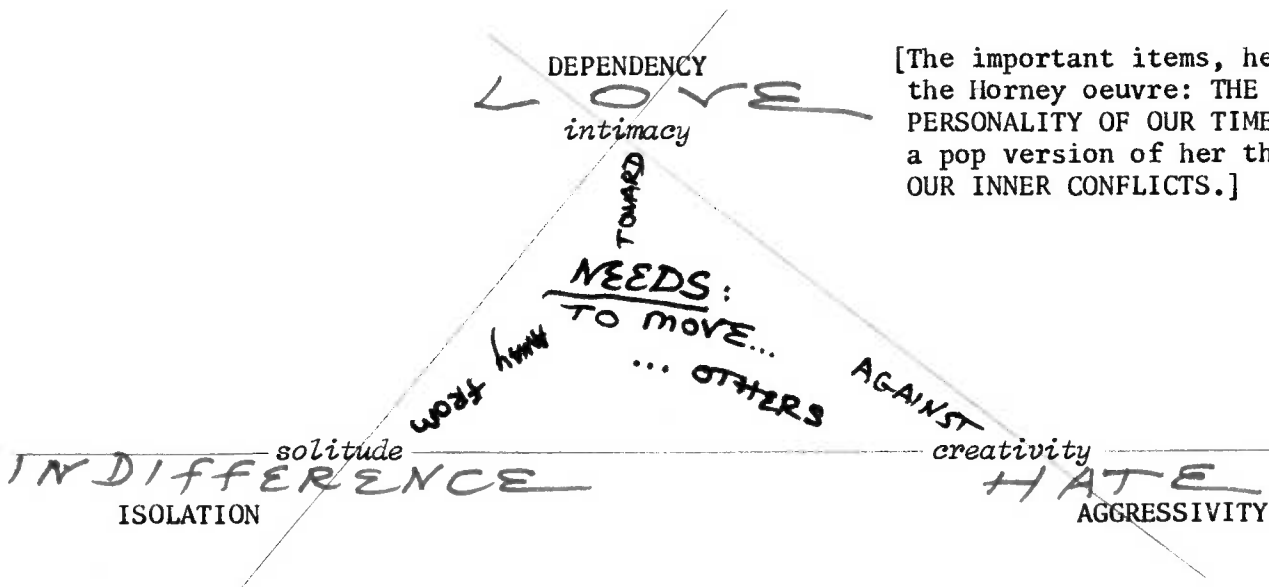 DEPENDENCY
LOVE
intimacy
[The important items, he
the Horney oeuvre: THE
PERSONALITY OF OUR TIME
a pop version of her th
OUR INNER CONFLICTS.]
TOWARD
NEEDS:
TO MOVE...
... OTHERS
AWAY FROM
AGAINST
solitude
creativity
INDIFFERENCE
HATE
ISOLATION
AGGRESSIVITY